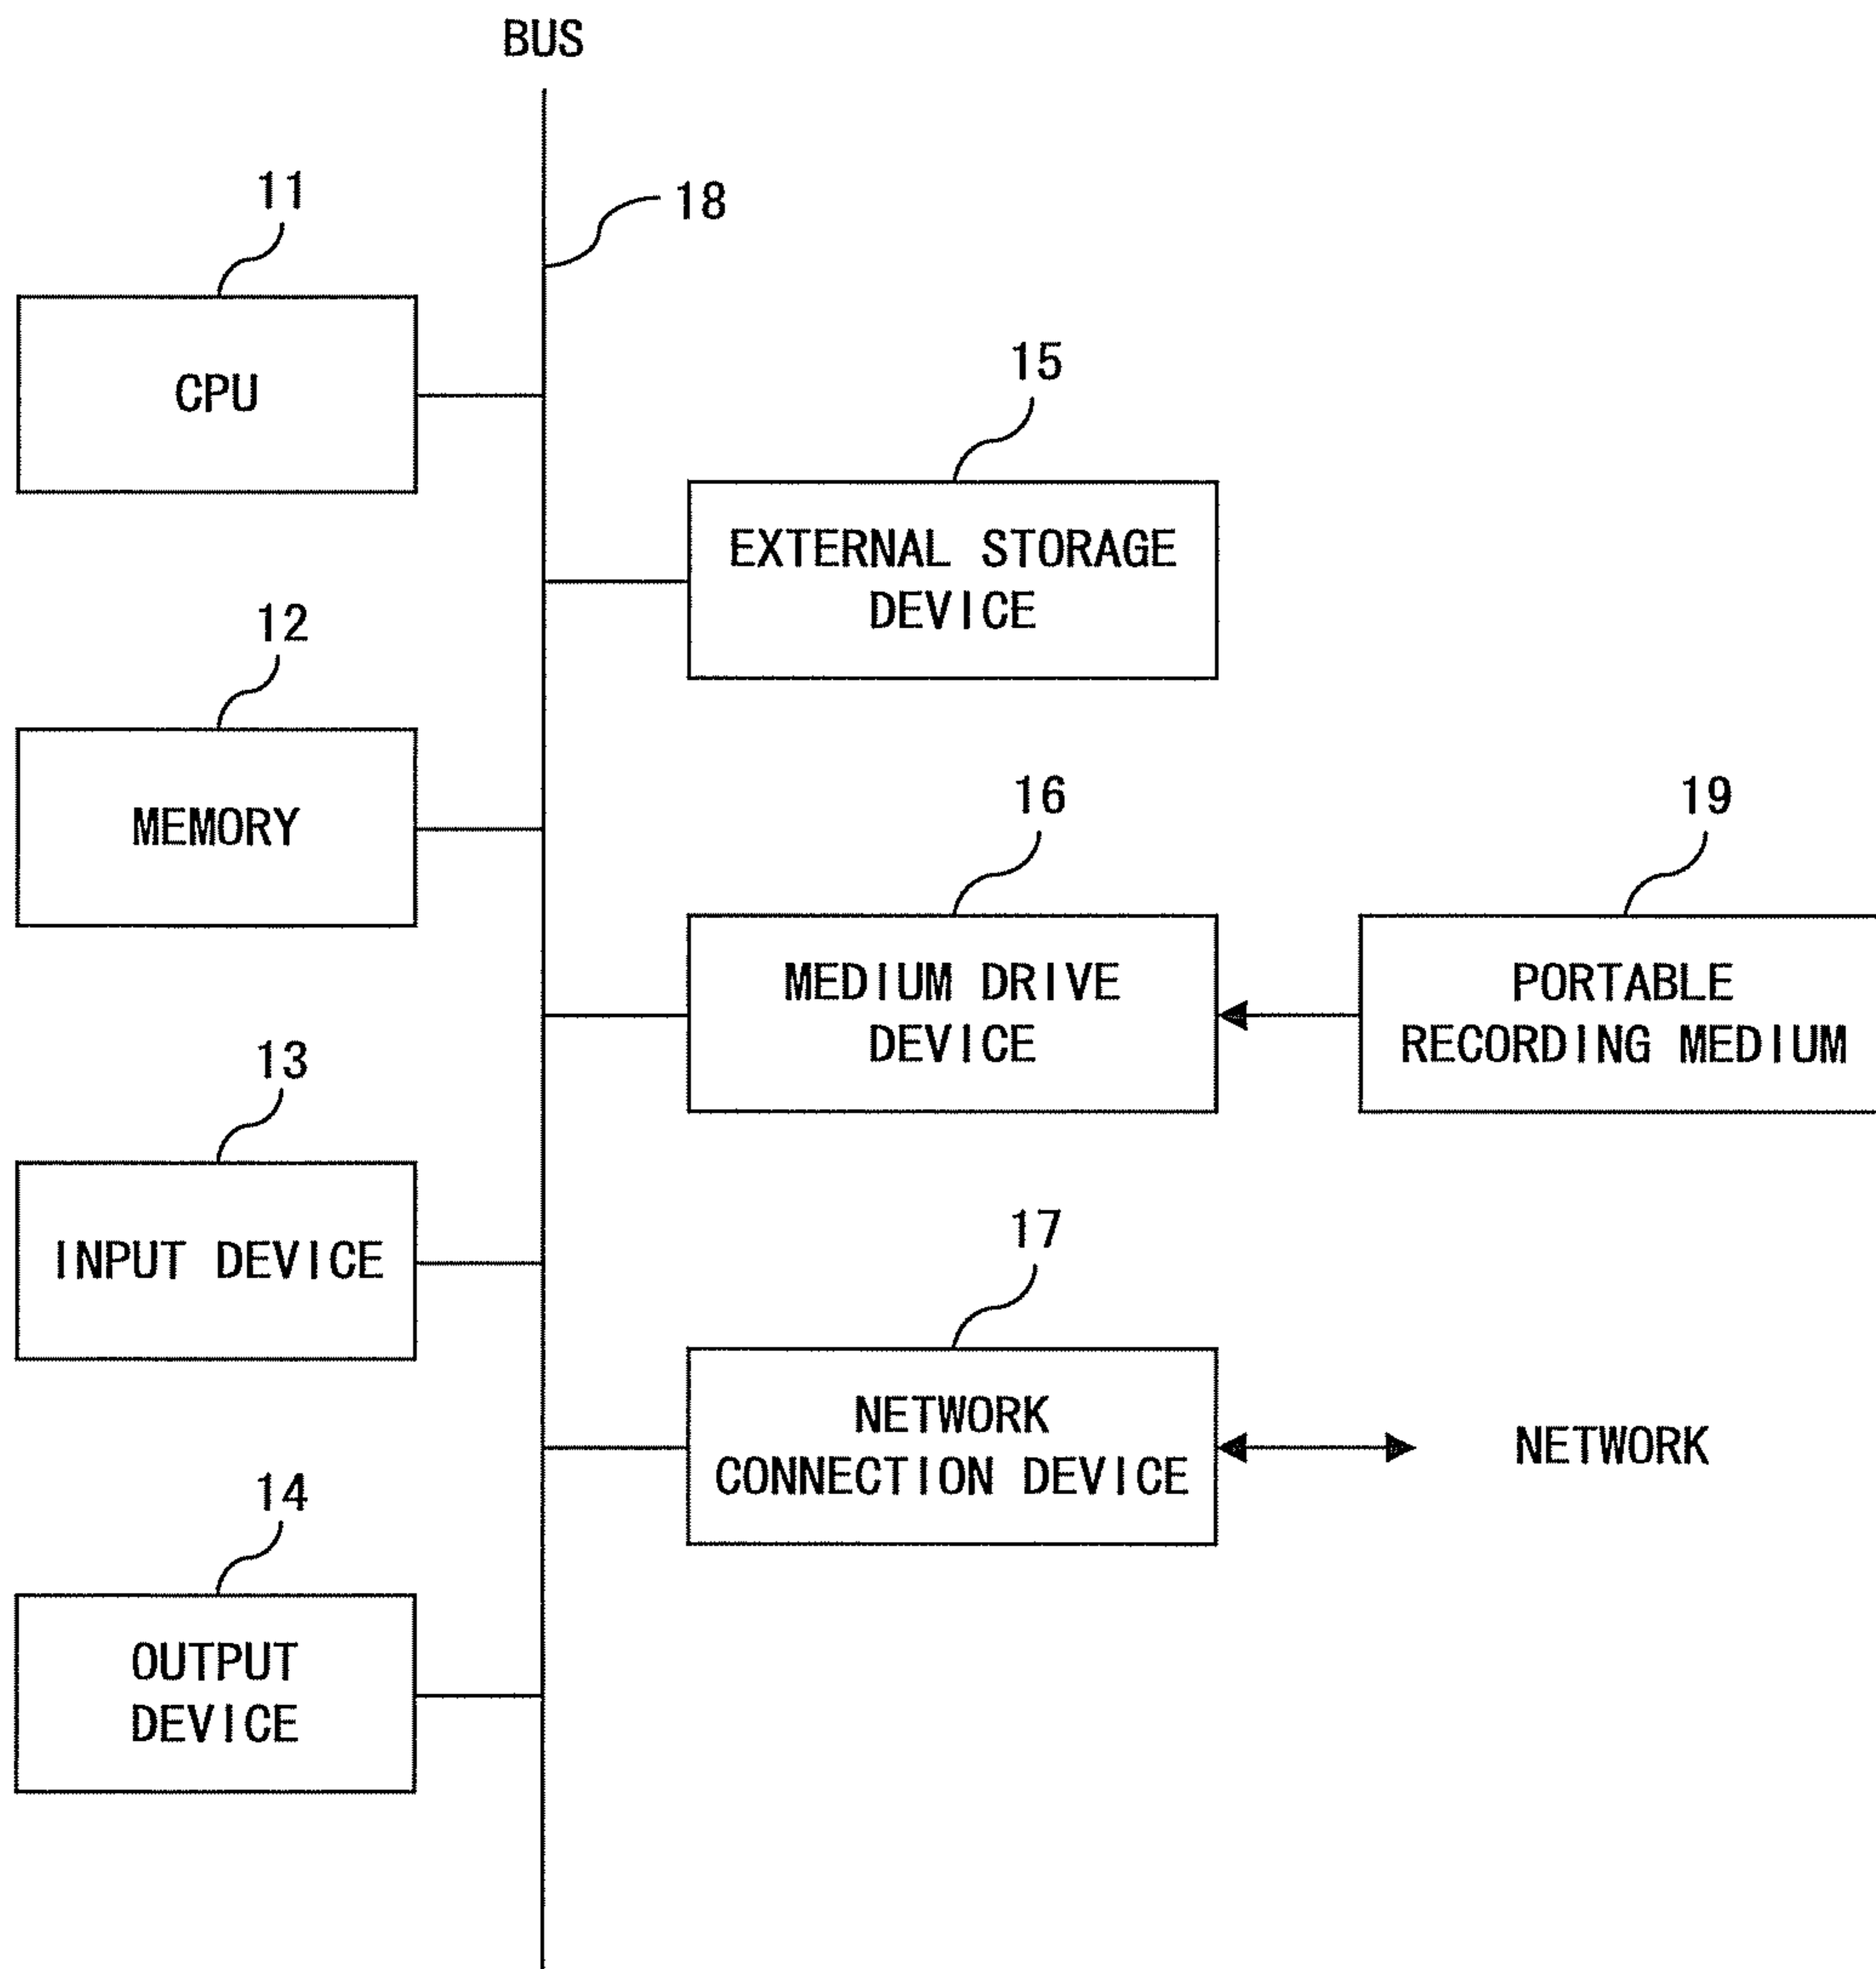 BUS
11
18
CPU
15
EXTERNAL STORAGE
DEVICE
12
MEMORY
16
19
MEDIUM DRIVE
DEVICE
PORTABLE
RECORDING MEDIUM
13
INPUT DEVICE
17
NETWORK
CONNECTION DEVICE
NETWORK
14
OUTPUT
DEVICE